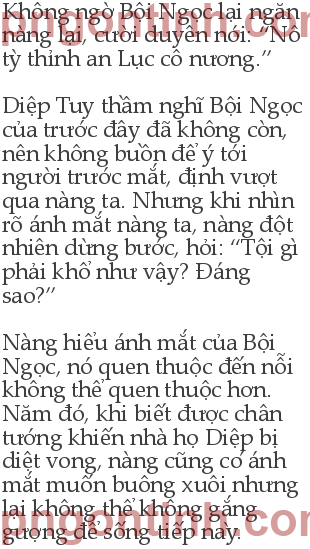 Không ngờ Bội Ngọc lại ngăn
nàng lại, cười duyên nói: “Nô
tỳ thỉnh an Lục cô nương.”
Diệp Tuy thầm nghĩ Bội Ngọc
của trước đây đã không còn,
nên không buồn để ý tới
người trước mắt, định vượt
qua nàng ta. Nhưng khi nhìn
rõ ánh mắt nàng ta, nàng đột
nhiên dừng bước, hỏi: “Tội gì
phải khổ như vậy? Đáng
sao?”
Nàng hiểu ánh mắt của Bội
Ngọc, nó quen thuộc đến nỗi
không thể quen thuộc hơn.
Năm đó, khi biết được chân
tướng khiến nhà họ Diệp bị
diệt vong, nàng cũng có ánh
mắt muốn buông xuôi nhưng
lại không thể không gắng
gượng để sống tiếp này.